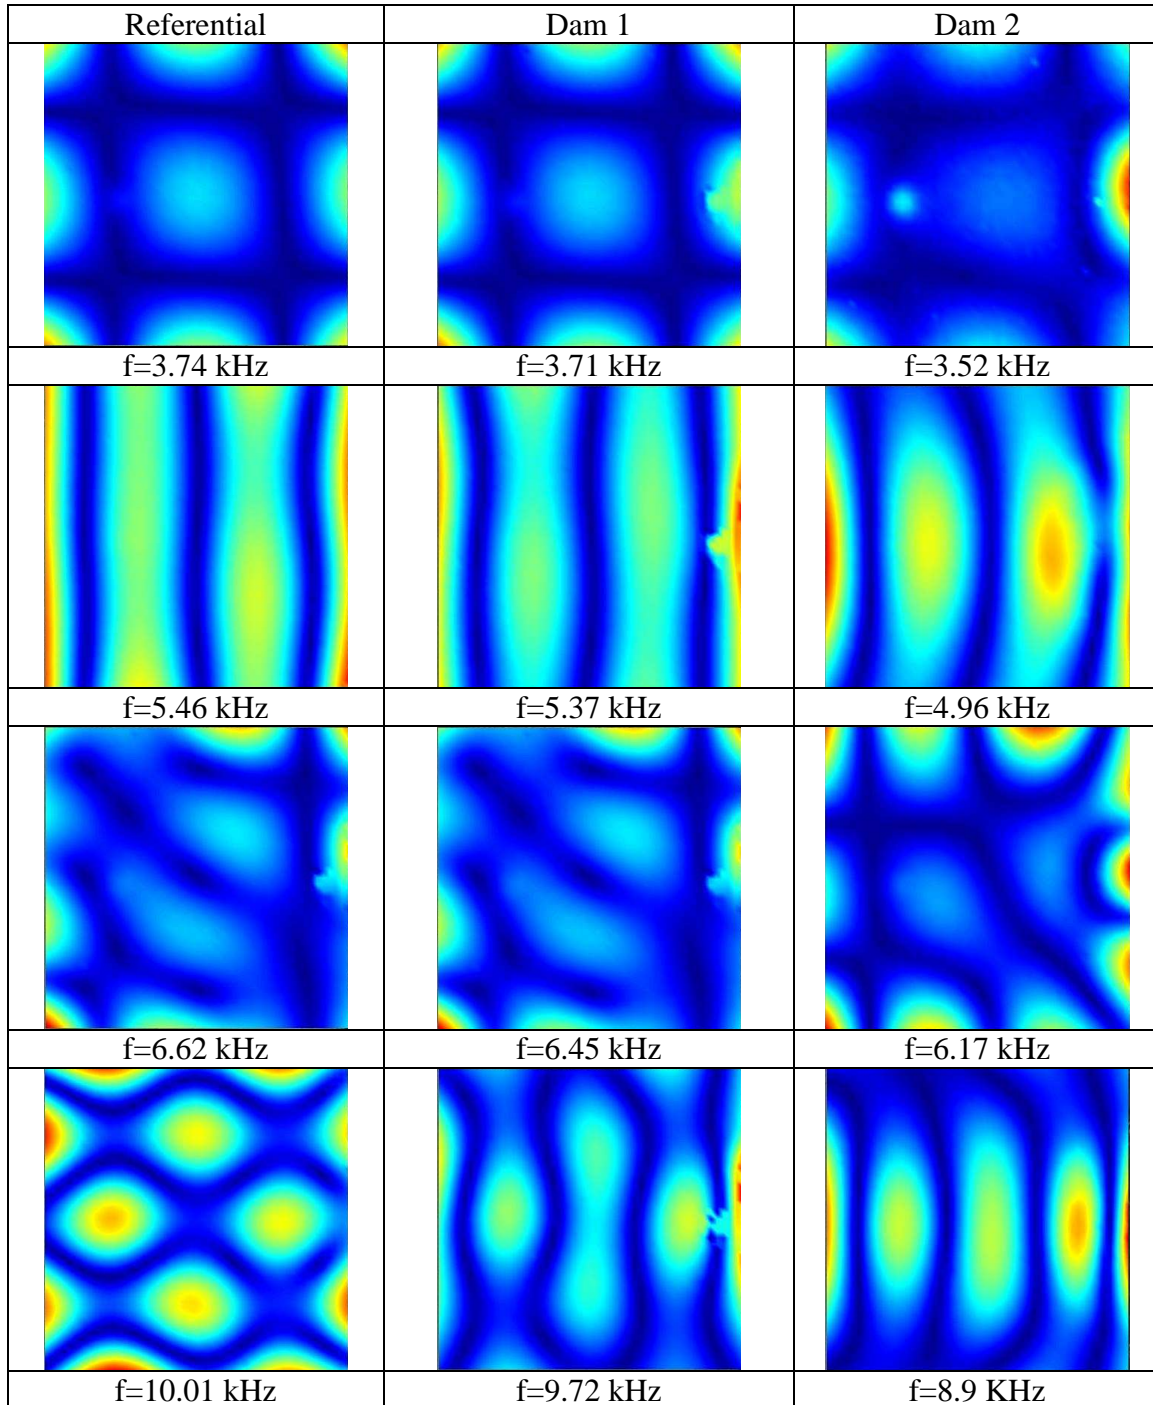 Referential Dam 1 Dam 2
f=3.74 kHz f=3.71 kHz f=3.52 kHz
f=5.46 kHz f=5.37 kHz f=4.96 kHz
f=6.62 kHz f=6.45 kHz f=6.17 kHz
f=10.01 kHz f=9.72 kHz f=8.9 KHz